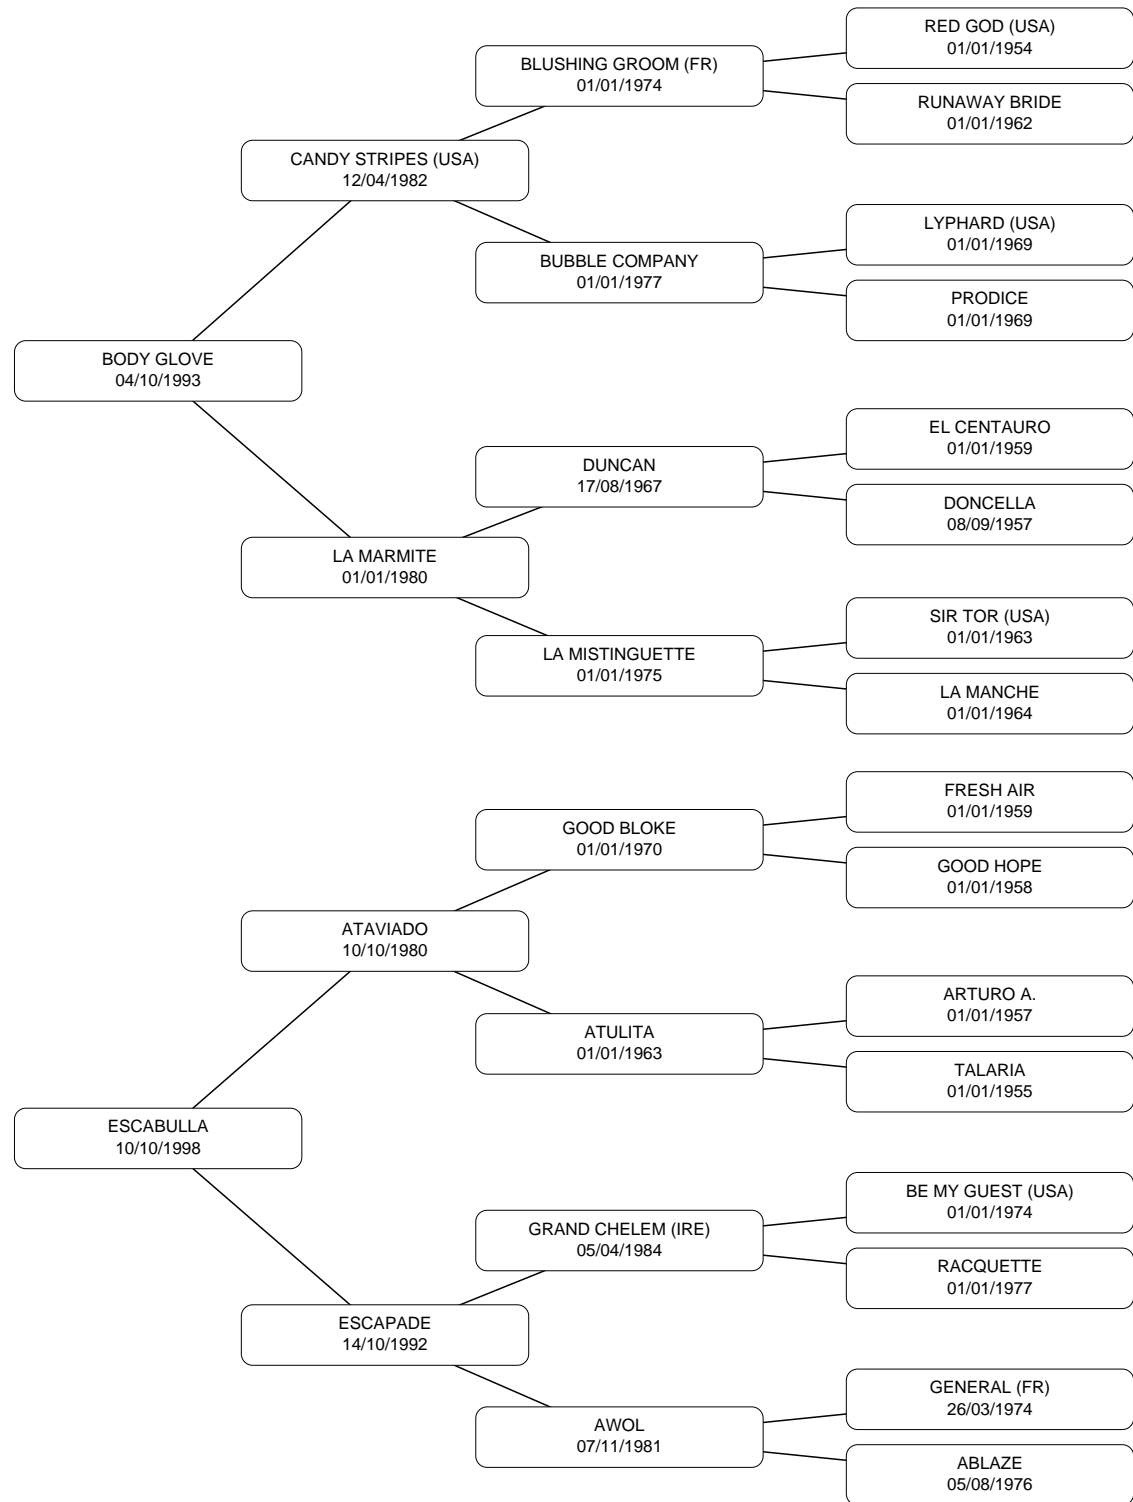 RED GOD (USA)
01/01/1954
BLUSHING GROOM (FR)
01/01/1974
RUNAWAY BRIDE
01/01/1962
CANDY STRIPES (USA)
12/04/1982
LYPHARD (USA)
01/01/1969
BUBBLE COMPANY
01/01/1977
PRODICE
01/01/1969
BODY GLOVE
04/10/1993
EL CENTAURO
01/01/1959
DUNCAN
17/08/1967
DONCELLA
08/09/1957
LA MARMITE
01/01/1980
SIR TOR (USA)
01/01/1963
LA MISTINGUETTE
01/01/1975
LA MANCHE
01/01/1964
FRESH AIR
01/01/1959
GOOD BLOKE
01/01/1970
GOOD HOPE
01/01/1958
ATAVIADO
10/10/1980
ARTURO A.
01/01/1957
ATULITA
01/01/1963
TALARIA
01/01/1955
ESCABULLA
10/10/1998
BE MY GUEST (USA)
01/01/1974
GRAND CHELEM (IRE)
05/04/1984
RACQUETTE
01/01/1977
ESCAPADE
14/10/1992
GENERAL (FR)
26/03/1974
AWOL
07/11/1981
ABLAZE
05/08/1976